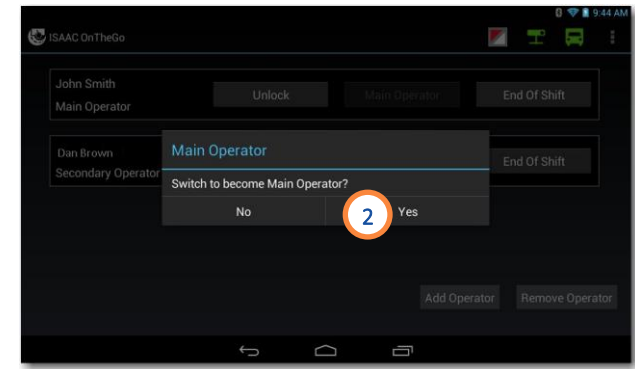 9:44 AM
ISAAC OnTheGo
John Smith
Main Operator
Unlock
Main Operator
End Of Shift
Dan Brown
Secondary Operator
End Of Shift
Main Operator
Switch to become Main Operator?
No
2
Yes
Add Operator
Remove Operator